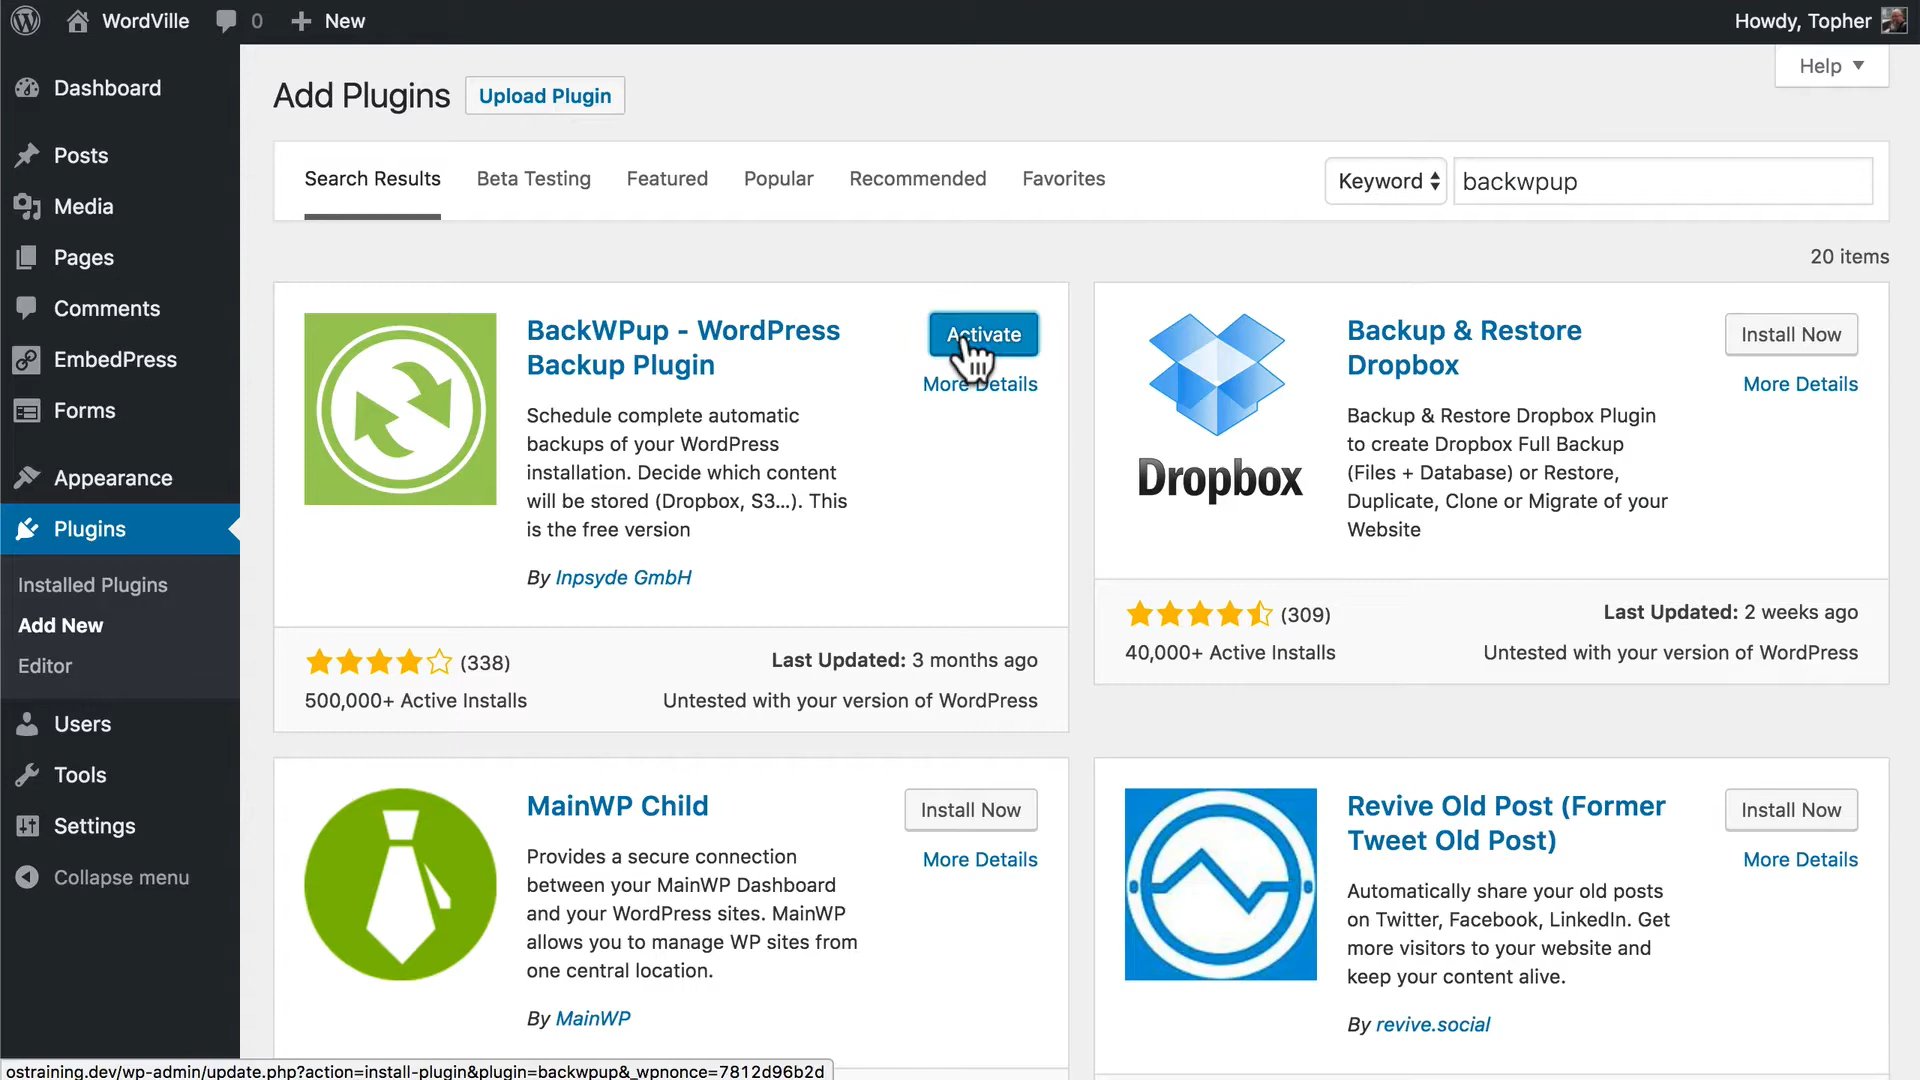 WordVille
0
New
Howdy, Topher
Help
Dashboard
Posts
Media
Pages
Comments
EmbedPress
Forms
Appearance
Plugins
Installed Plugins
Add New
Editor
Users
Tools
Settings
Collapse menu
Add Plugins
Upload Plugin
Search Results
Beta Testing
Featured
Popular
Recommended
Favorites
Keyword
backwpup
20 items
BackWPup - WordPress
Backup Plugin
Activate
More Details
Schedule complete automatic
backups of your WordPress
installation. Decide which content
will be stored (Dropbox, S3...). This
is the free version
By Inpsyde GmbH
(338)
500,000+ Active Installs
Last Updated: 3 months ago
Untested with your version of WordPress
Dropbox
Backup & Restore
Dropbox
Install Now
More Details
Backup & Restore Dropbox Plugin
to create Dropbox Full Backup
(Files + Database) or Restore,
Duplicate, Clone or Migrate of your
Website
(309)
40,000+ Active Installs
Last Updated: 2 weeks ago
Untested with your version of WordPress
MainWP Child
Install Now
More Details
Provides a secure connection
between your MainWP Dashboard
and your WordPress sites. MainWP
allows you to manage WP sites from
one central location.
By MainWP
Revive Old Post (Former
Tweet Old Post)
Install Now
More Details
Automatically share your old posts
on Twitter, Facebook, LinkedIn. Get
more visitors to your website and
keep your content alive.
By revive.social
ostraining.dev/wp-admin/update.php?action=install-plugin&plugin=backwpup&_wpnonce=7812d96b2d